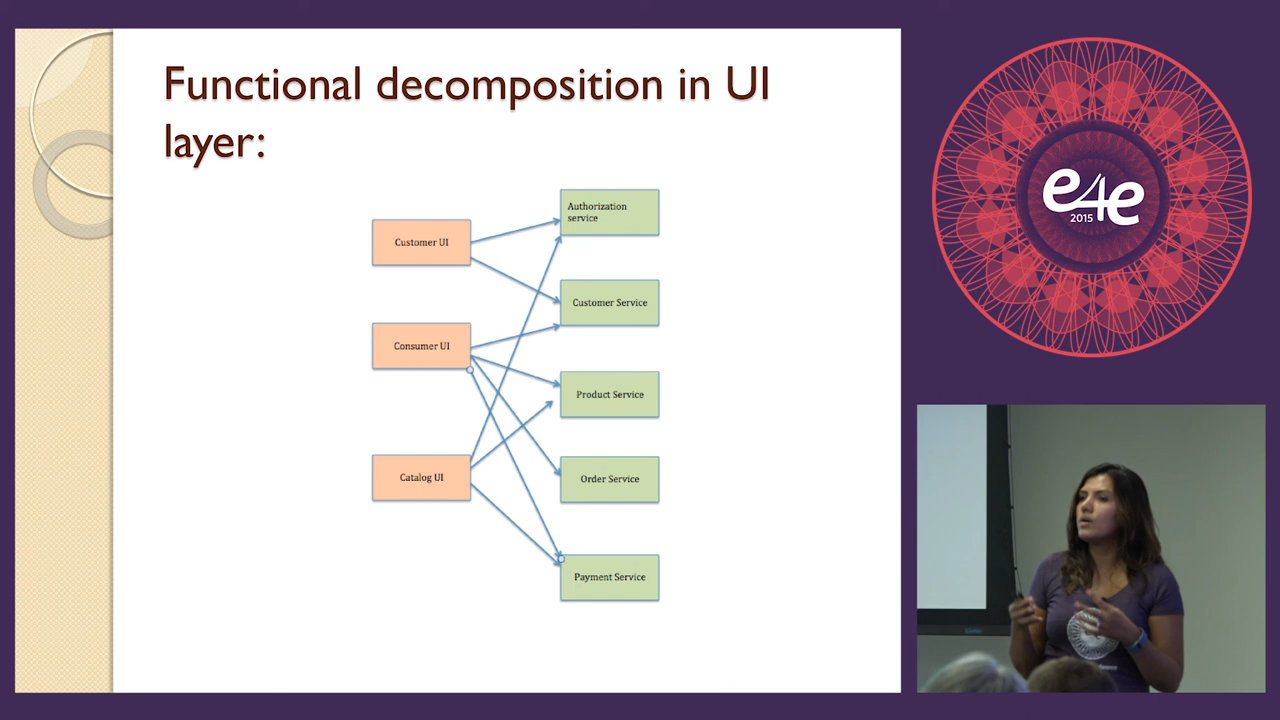 Functional decomposition in UI
layer:
Authorization
service
Customer UI
Customer Service
Consumer UI
Product Service
Catalog UI
Order Service
Payment Service
e4e
2015